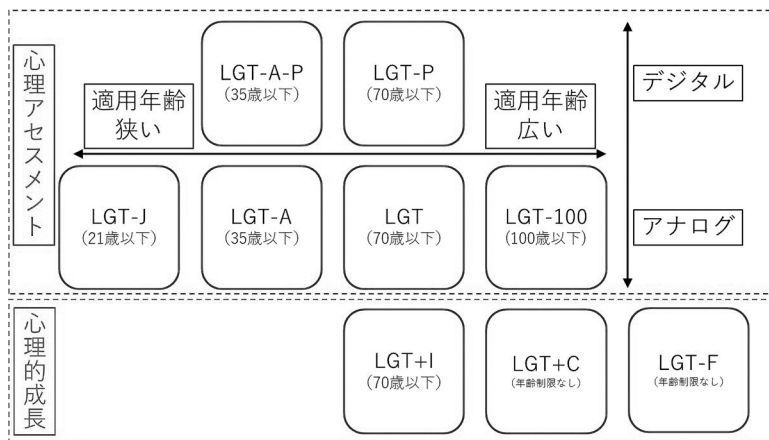 心理アセスメント
LGT-A-P
(35歳以下)
LGT-P
(70歳以下)
デジタル
適用年齢
狭い
適用年齢
広い
LGT-J
(21歳以下)
LGT-A
(35歳以下)
LGT
(70歳以下)
LGT-100
(100歳以下)
アナログ
心理的成長
LGT+I
(70歳以下)
LGT+C
(年齢制限なし)
LGT-F
(年齢制限なし)